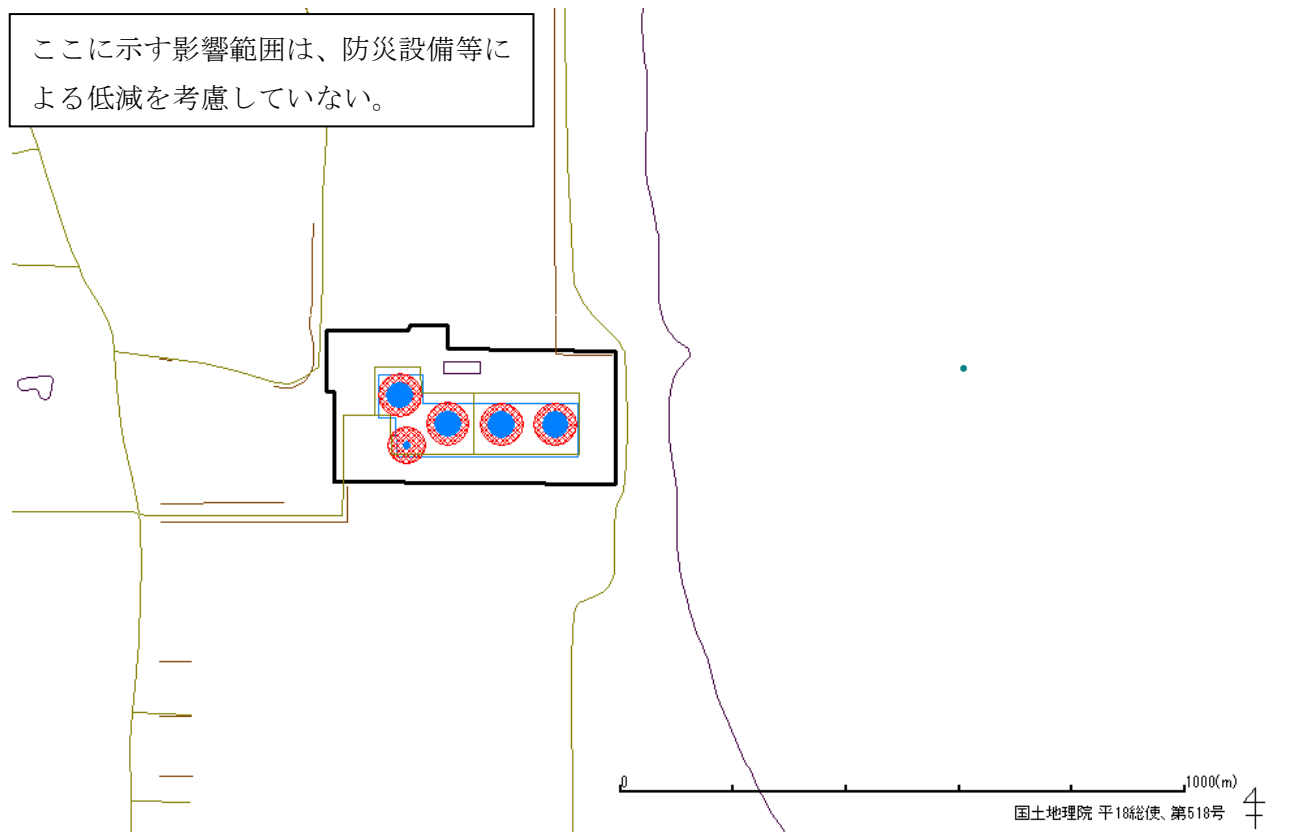 ここに示す影響範囲は、防災設備等に
よる低減を考慮していない。
0
1000(m)
国土地理院 平18総使、第518号